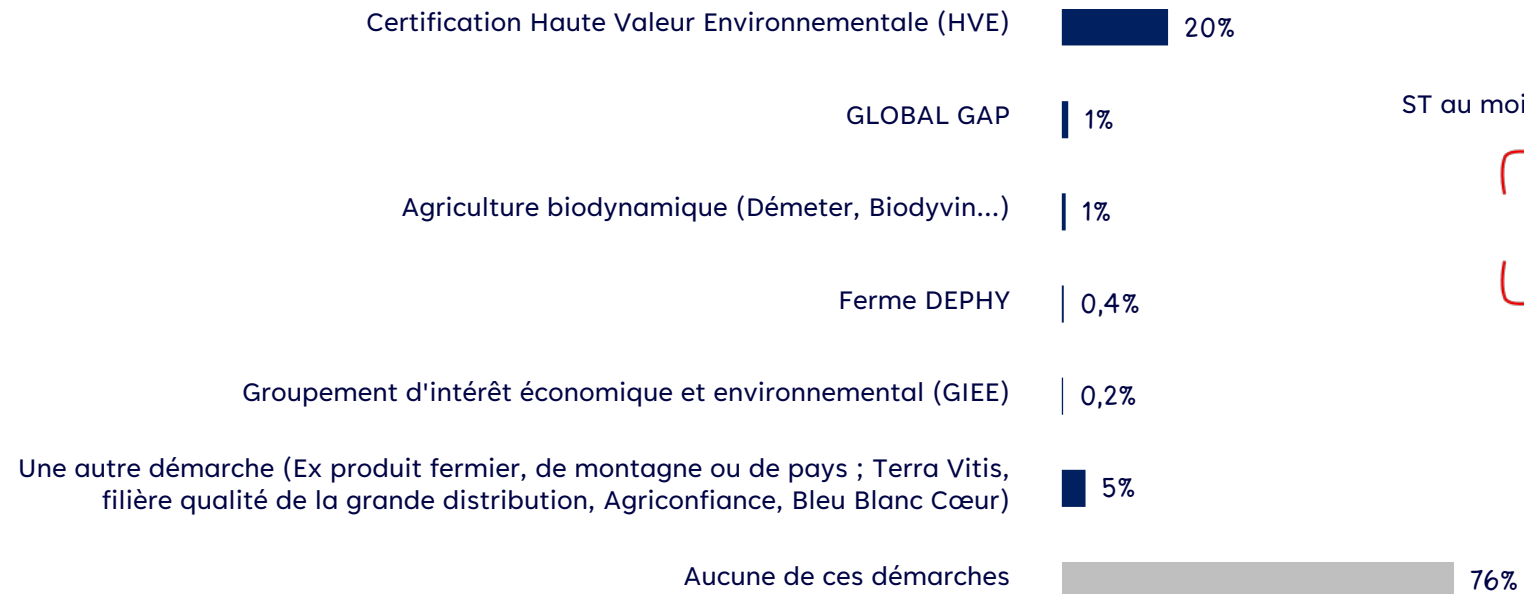 Certification Haute Valeur Environnementale (HVE) 20%
ST au moi
GLOBAL GAP 1%
Agriculture biodynamique (Démeter, Biodyvin...) 1%
Ferme DEPHY 0,4%
Groupement d'intérêt économique et environnemental (GIEE) 0,2%
Une autre démarche (Ex produit fermier, de montagne ou de pays ; Terra Vitis,
filière qualité de la grande distribution, Agriconfiance, Bleu Blanc Cœur) 5%
Aucune de ces démarches 76%